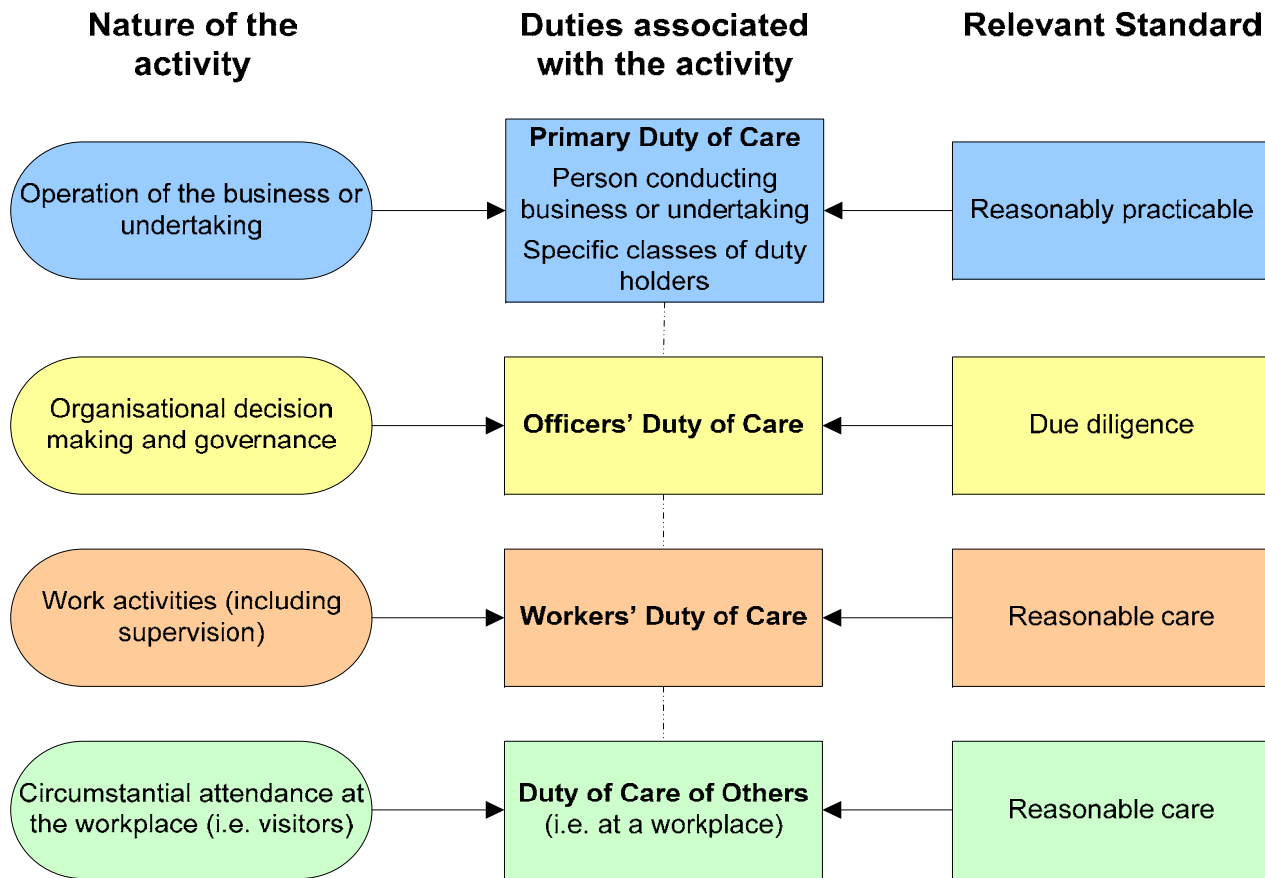 Nature of the
activity
Duties associated
with the activity
Relevant Standard
Operation of the business or
undertaking
Primary Duty of Care
Person conducting
business or undertaking
Specific classes of duty
holders
Reasonably practicable
Organisational decision
making and governance
Officers’ Duty of Care
Due diligence
Work activities (including
supervision)
Workers’ Duty of Care
Reasonable care
Circumstantial attendance at
the workplace (i.e. visitors)
Duty of Care of Others
(i.e. at a workplace)
Reasonable care